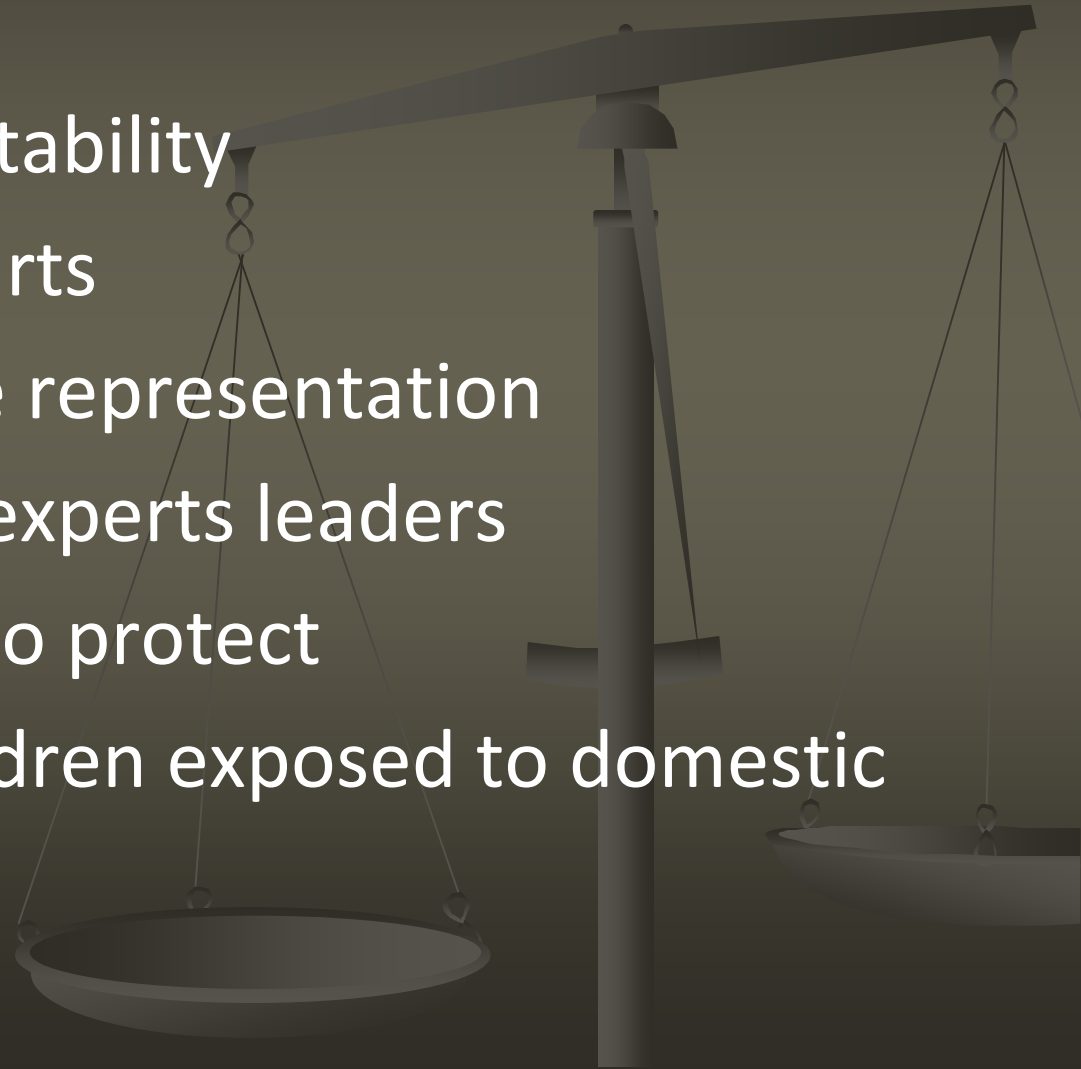 tability
rts
e representation
experts leaders
o protect
dren exposed to domestic